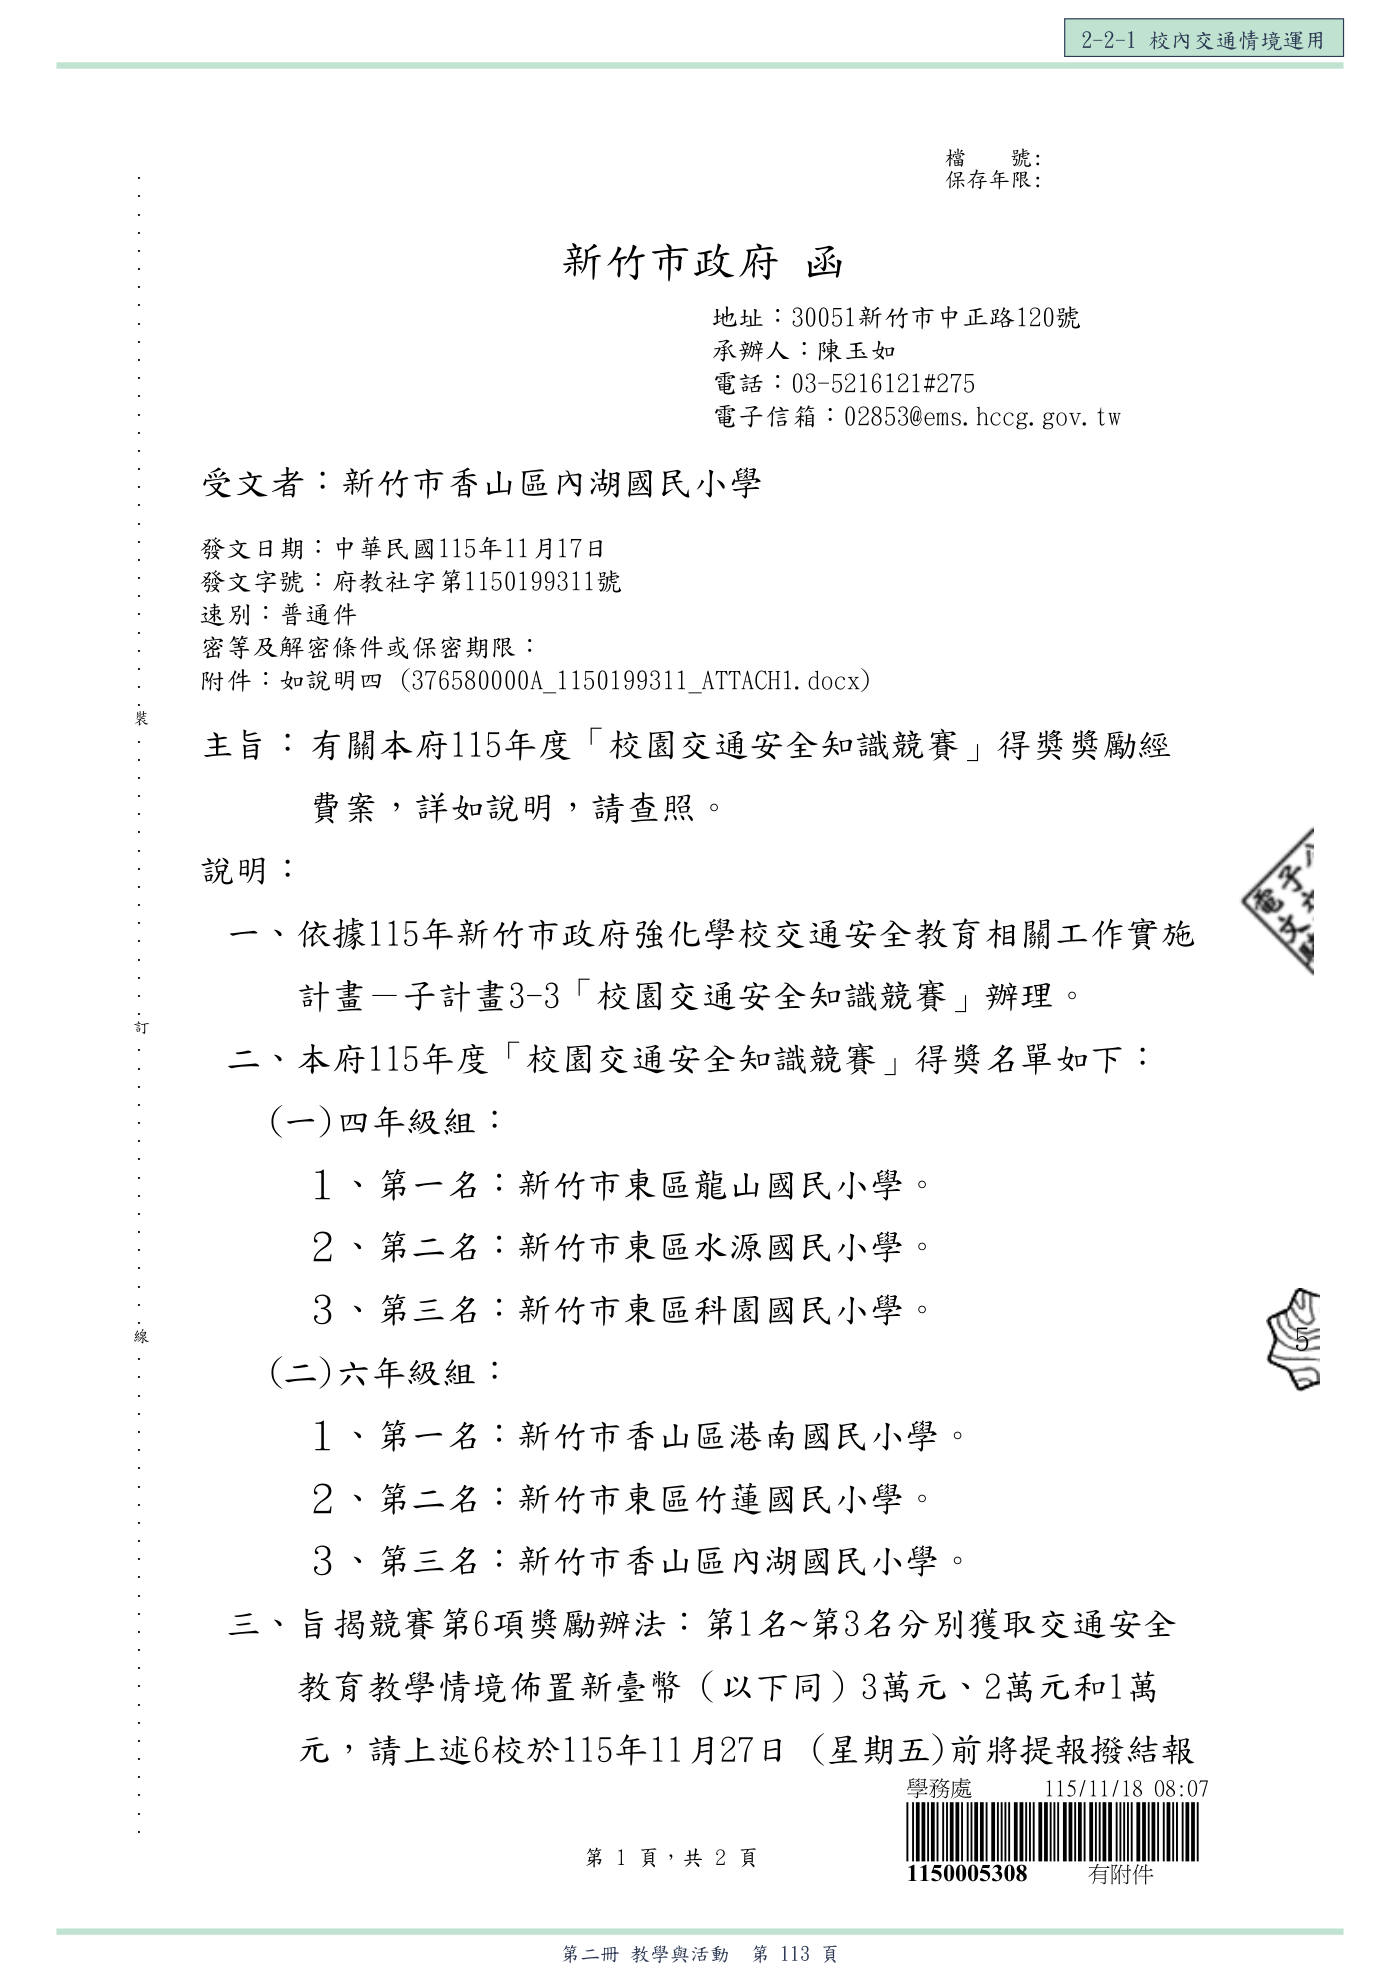 2-2-1 校內交通情境運用
檔　　號:
保存年限:
新竹市政府 函
地址：30051新竹市中正路120號
承辦人：陳玉如
電話：03-5216121#275
電子信箱：02853@ems.hccg.gov.tw
受文者：新竹市香山區內湖國民小學
發文日期：中華民國115年11月17日
發文字號：府教社字第1150199311號
速別：普通件
密等及解密條件或保密期限：
附件：如說明四 (376580000A_1150199311_ATTACH1.docx)
主旨：有關本府115年度「校園交通安全知識競賽」得獎獎勵經
費案，詳如說明，請查照。
說明：
一、依據115年新竹市政府強化學校交通安全教育相關工作實施
計畫－子計畫3-3「校園交通安全知識競賽」辦理。
二、本府115年度「校園交通安全知識競賽」得獎名單如下：
(一)四年級組：
１、第一名：新竹市東區龍山國民小學。
２、第二名：新竹市東區水源國民小學。
３、第三名：新竹市東區科園國民小學。
(二)六年級組：
１、第一名：新竹市香山區港南國民小學。
２、第二名：新竹市東區竹蓮國民小學。
３、第三名：新竹市香山區內湖國民小學。
三、旨揭競賽第6項獎勵辦法：第1名~第3名分別獲取交通安全
教育教學情境佈置新臺幣（以下同）3萬元、2萬元和1萬
元，請上述6校於115年11月27日 (星期五)前將提報撥結報
裝
訂
線
電子
文
5
學務處 115/11/18 08:07
1150005308 有附件
第 1 頁，共 2 頁
第二冊 教學與活動 第 113 頁